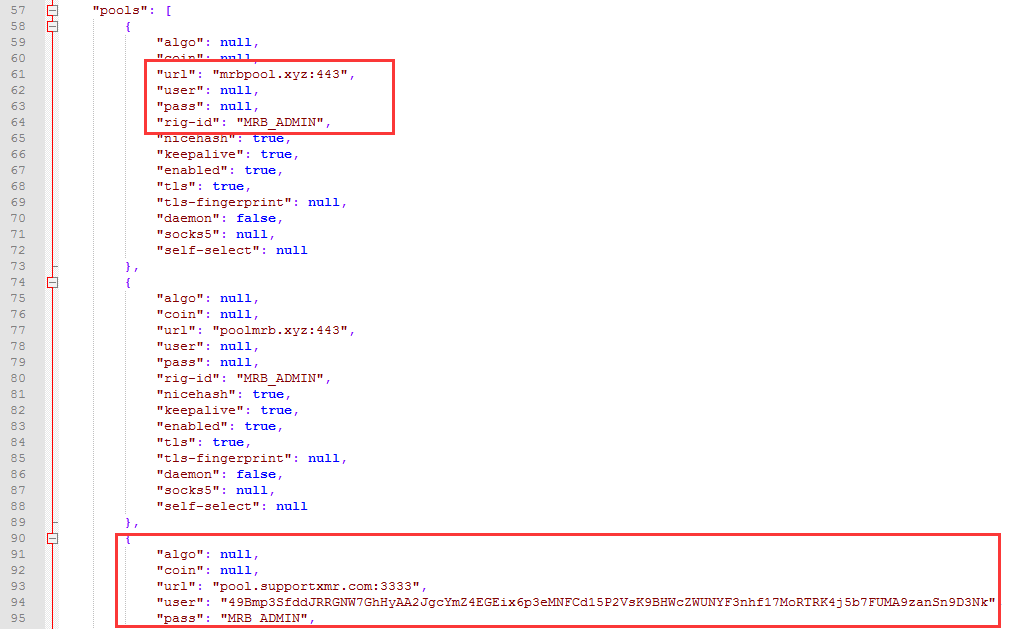 57 "pools": [
58 {
59 "algo": null,
60 "coin": null,
61 "url": "mrbpool.xyz:443",
62 "user": null,
63 "pass": null,
64 "rig-id": "MRB_ADMIN",
65 "nicehash": true,
66 "keepalive": true,
67 "enabled": true,
68 "tls": true,
69 "tls-fingerprint": null,
70 "daemon": false,
71 "socks5": null,
72 "self-select": null
73 },
74 {
75 "algo": null,
76 "coin": null,
77 "url": "poolmrb.xyz:443",
78 "user": null,
79 "pass": null,
80 "rig-id": "MRB_ADMIN",
81 "nicehash": true,
82 "keepalive": true,
83 "enabled": true,
84 "tls": true,
85 "tls-fingerprint": null,
86 "daemon": false,
87 "socks5": null,
88 "self-select": null
89 },
90 {
91 "algo": null,
92 "coin": null,
93 "url": "pool.supportxmr.com:3333",
94 "user": "49Bmp3SfddJRRGNW7GhHyAA2JgcYmZ4EGEix6p3eMNFCd15P2VsK9BHWcZWUNYF3nhf17MoRTRK4j5b7FUMA9zanSn9D3Nk"
95 "pass": "MRB_ADMIN",